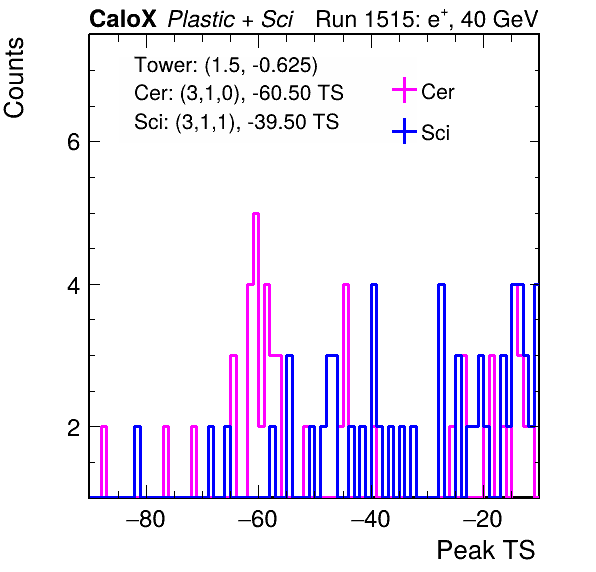 CaloX Plastic + Sci Run 1515: e+, 40 GeV
Counts
Tower: (1.5, -0.625)
Cer: (3,1,0), -60.50 TS
Sci: (3,1,1), -39.50 TS
Cer
Sci
6
4
2
−80 −60 −40 −20
Peak TS